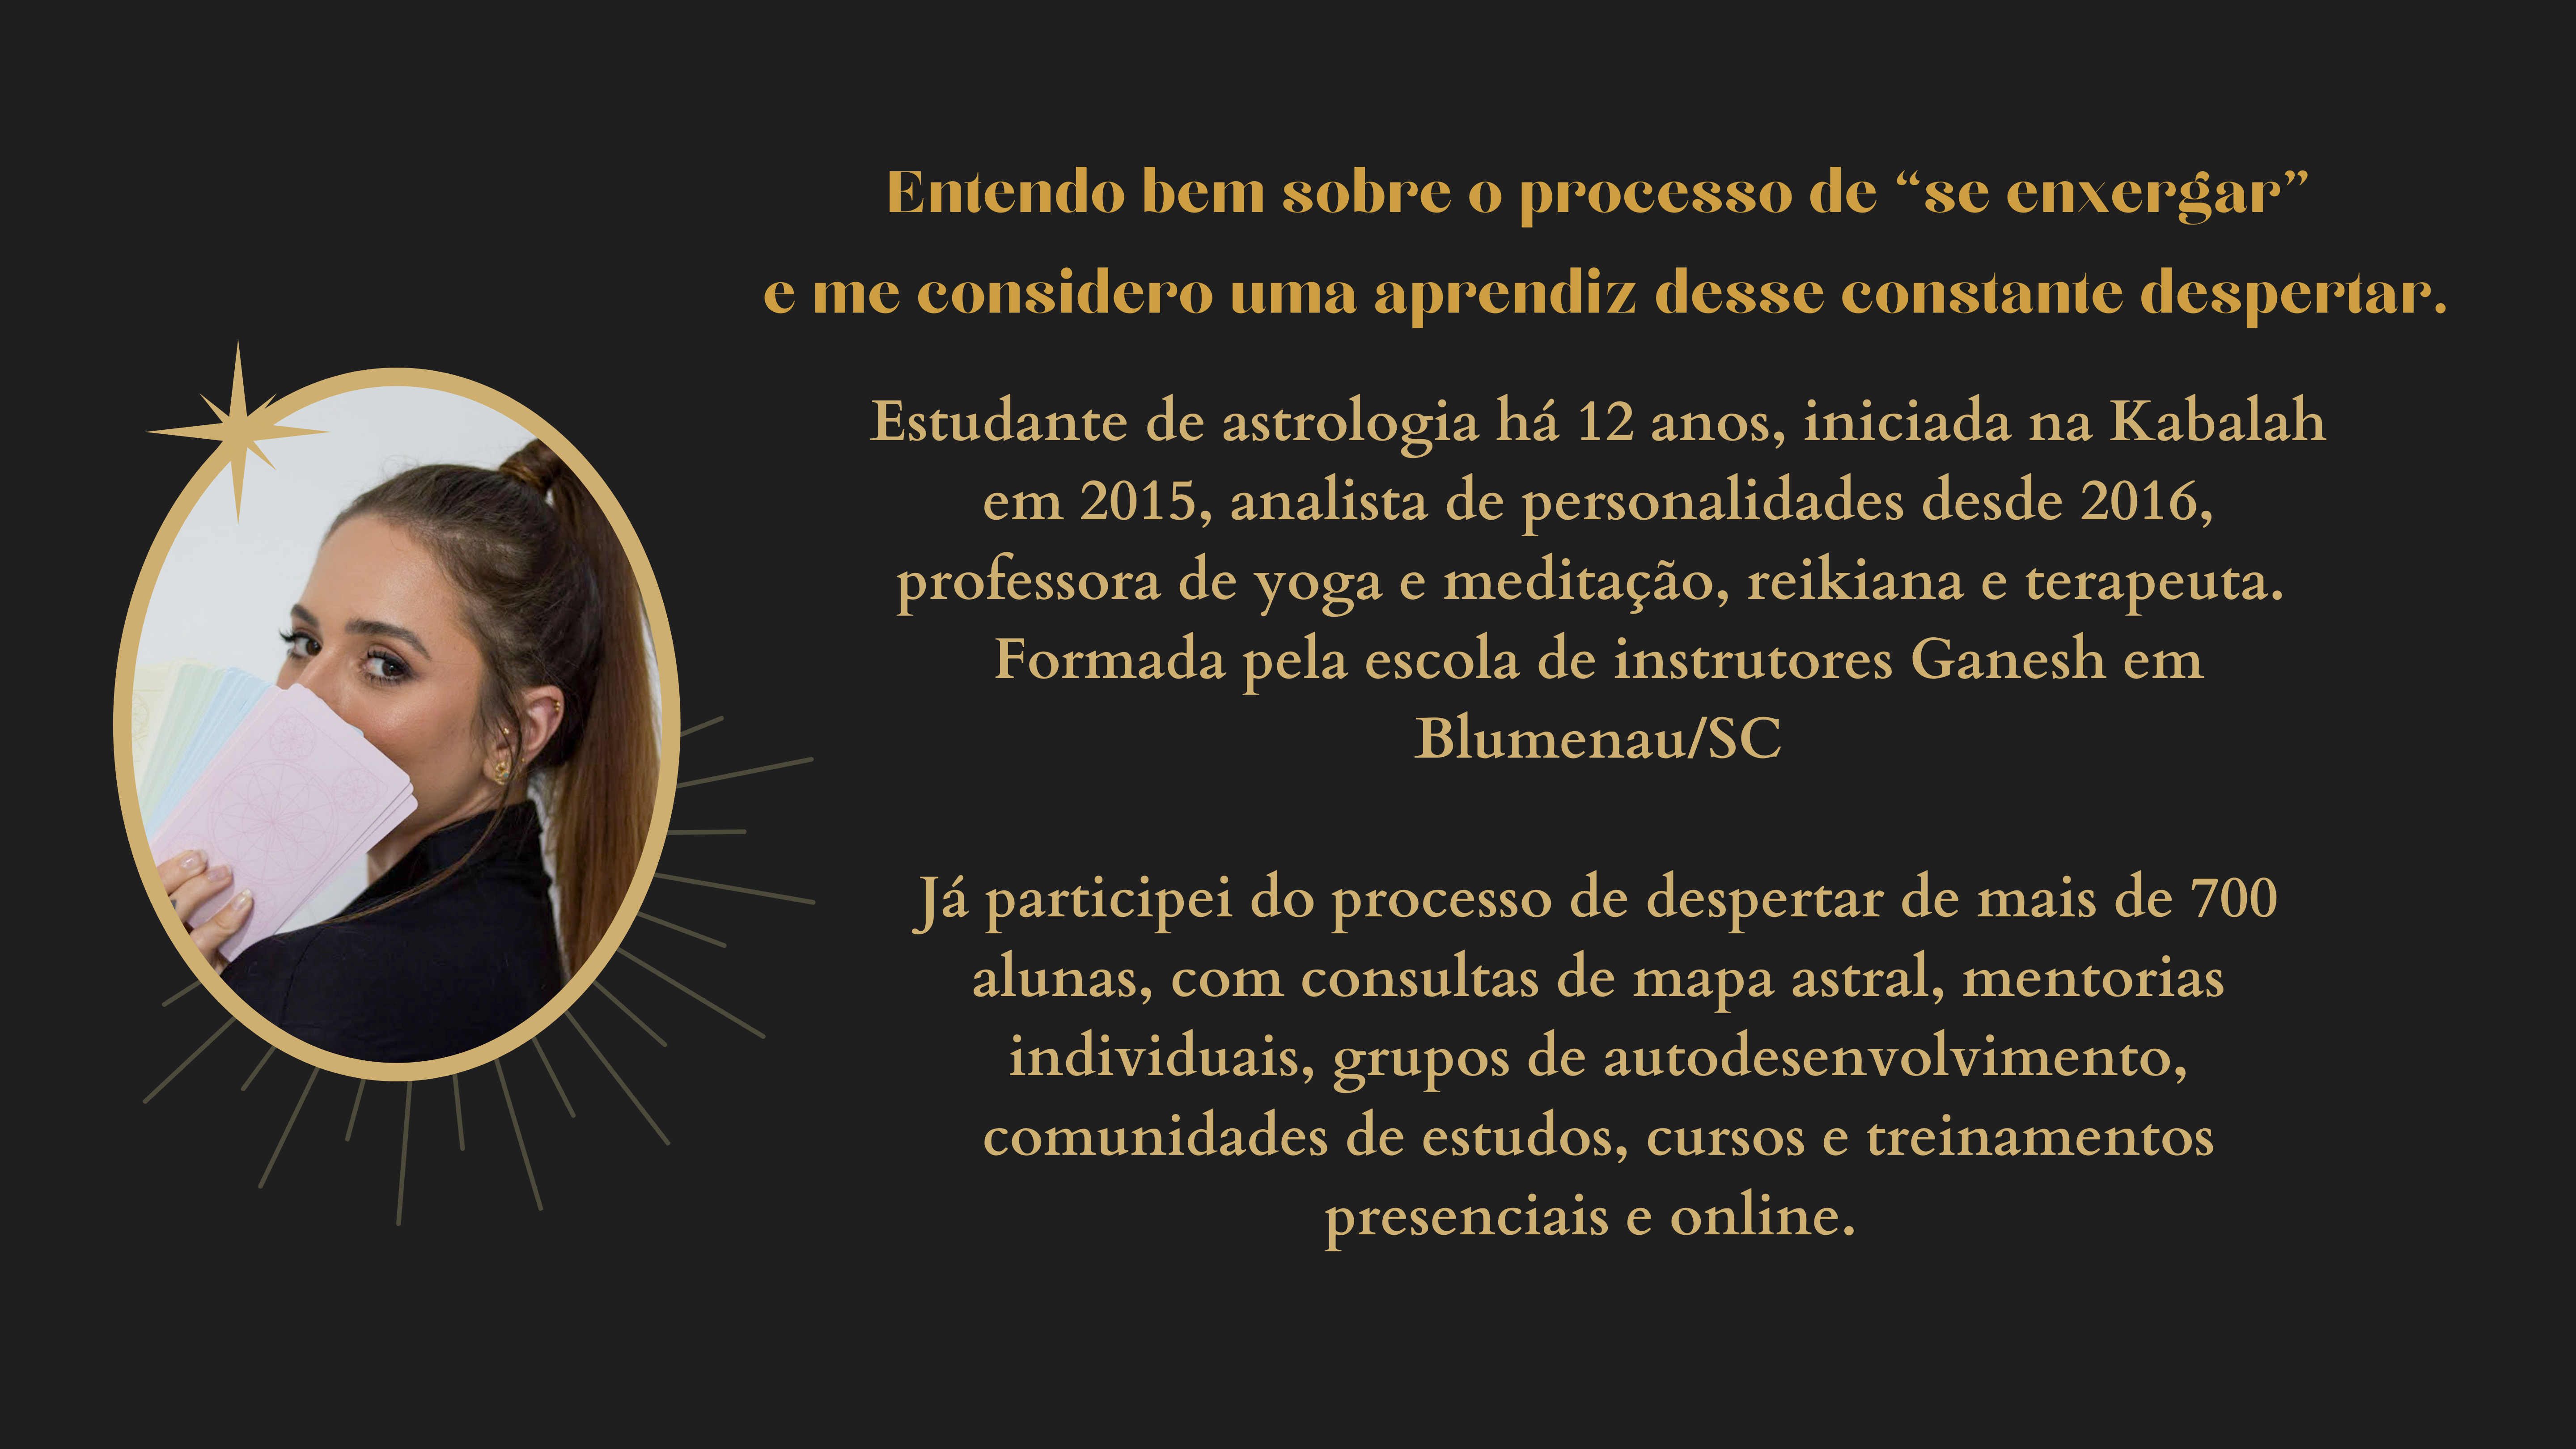 Entendo bem sobre o processo de “se enxergar”
e me considero uma aprendiz desse constante despertar.
Estudante de astrologia há 12 anos, iniciada na Kabalah
em 2015, analista de personalidades desde 2016,
professora de yoga e meditação, reikiana e terapeuta.
Formada pela escola de instrutores Ganesh em
Blumenau/SC
Já participei do processo de despertar de mais de 700
alunas, com consultas de mapa astral, mentorias
individuais, grupos de autodesenvolvimento,
comunidades de estudos, cursos e treinamentos
presenciais e online.